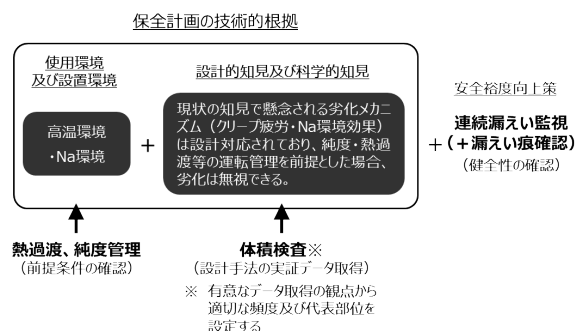 保全計画の技術的根拠
使用環境
及び設置環境
高温環境
・Na環境
+
設計的知見及び科学的知見
現状の知見で懸念される劣化メカニ
ズム（クリープ疲労・Na環境効果）
は設計対応されており、純度・熱過
渡等の運転管理を前提とした場合、
劣化は無視できる。
+
安全裕度向上策
連続漏えい監視
（＋漏えい痕確認）
（健全性の確認）
熱過渡、純度管理
（前提条件の確認）
体積検査※
（設計手法の実証データ取得）
※ 有意なデータ取得の観点から
適切な頻度及び代表部位を
設定する